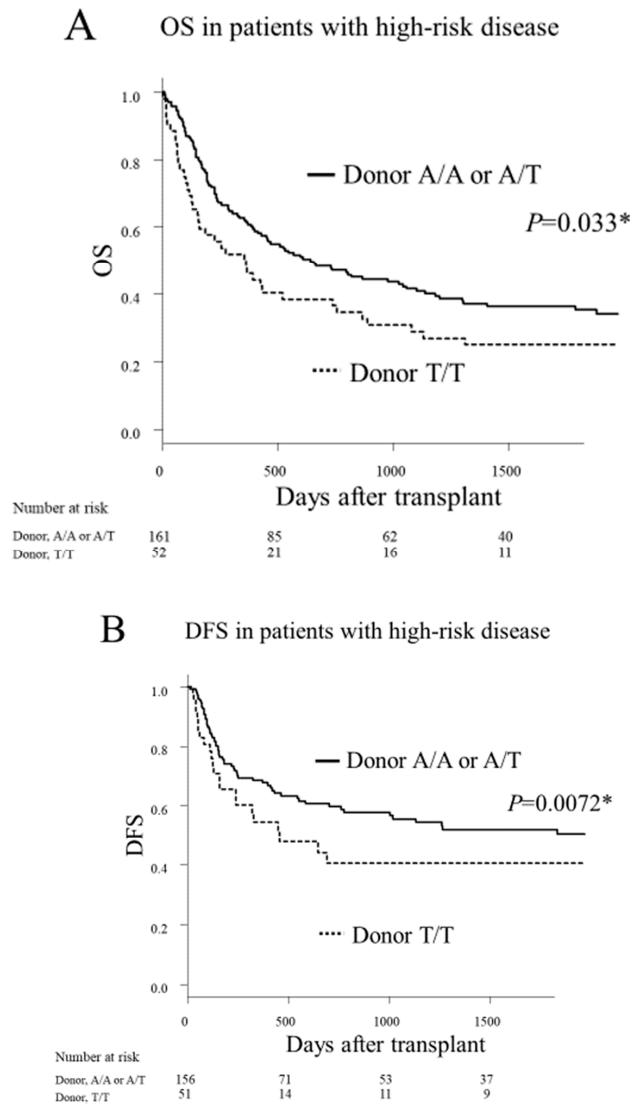 A
OS in patients with high-risk disease
1.0
0.8
0.6
0.4
0.2
0.0
OS
Donor A/A or A/T
P=0.033*
Donor T/T
0 500 1000 1500
Days after transplant
Number at risk
Donor, A/A or A/T) 161 85 62 40
Donor, T/T 52 21 16 11
B
DFS in patients with high-risk disease
1.0
0.8
0.6
0.4
0.2
0.0
DFS
Donor A/A or A/T
P=0.0072*
Donor T/T
0 500 1000 1500
Days after transplant
Number at risk
Donor, A/A or A/T) 156 71 53 37
Donor, T/T 51 14 11 9